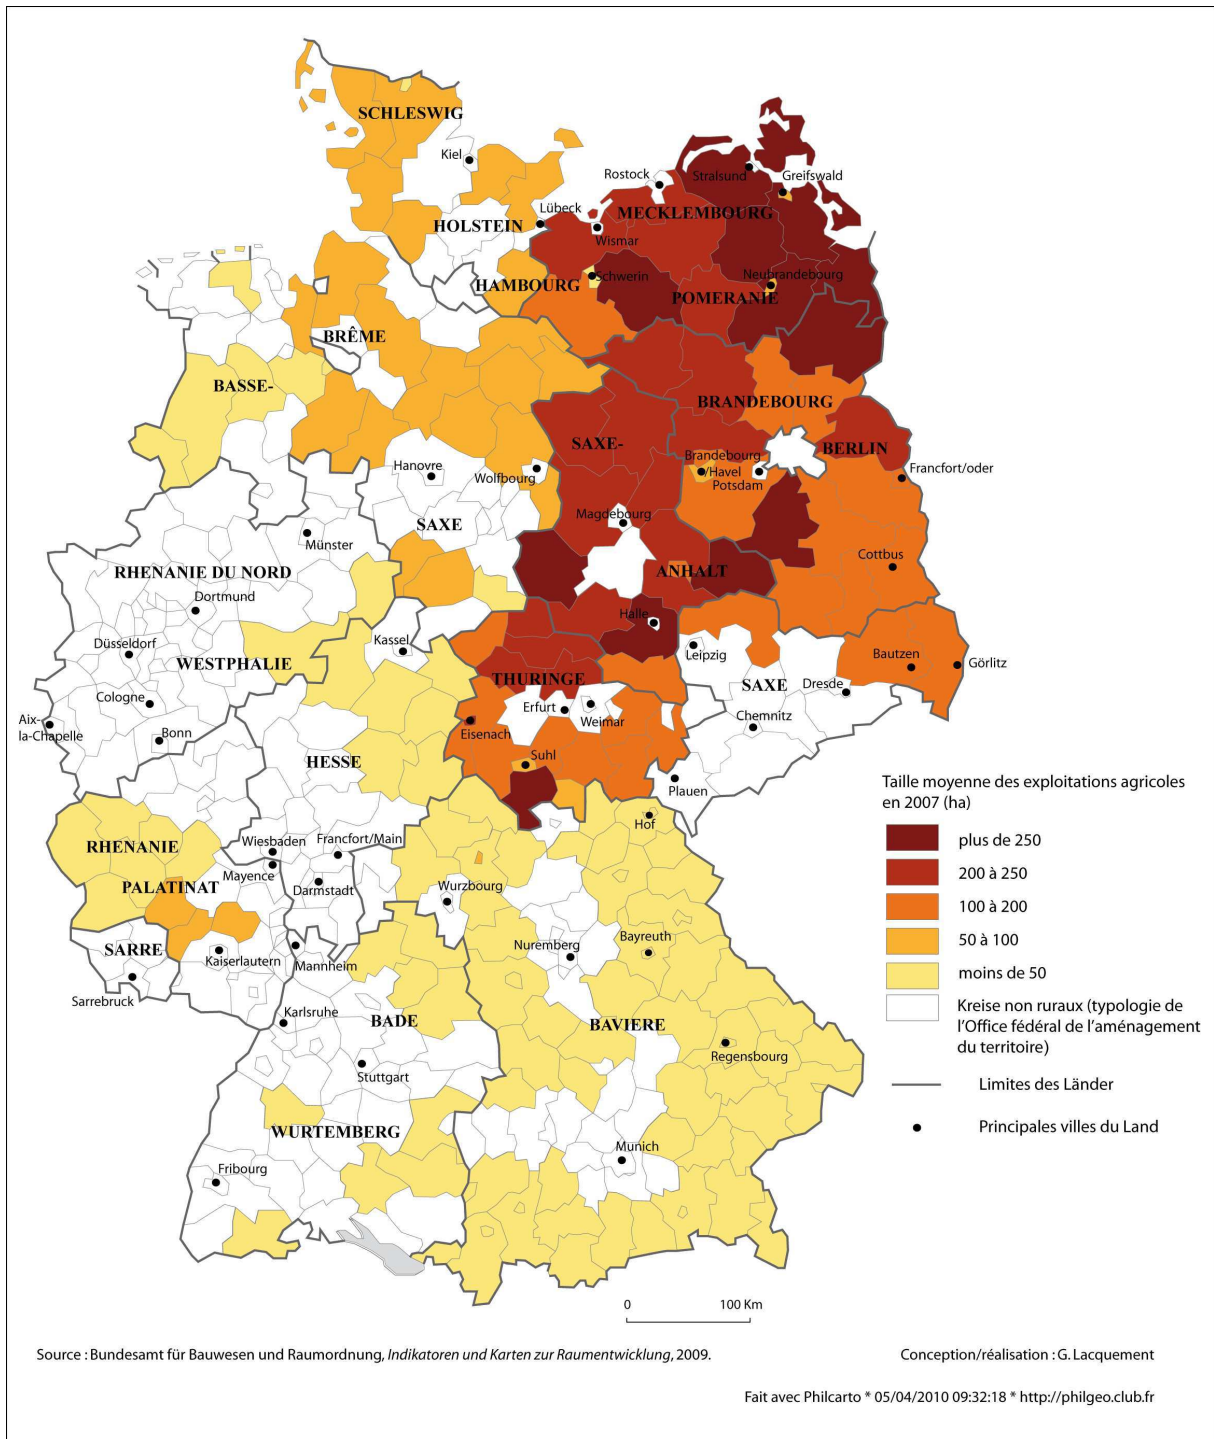 SCHLESWIG
Kiel
Rostock
Stralsund
Greifswald
Lübeck
HOLSTEIN
MECKLEMBOURG
Wismar
HAMBOURG
Schwerin
Neubrandebourg
POMERANIE
BRÊME
BASSE-
BRANDEBOURG
SAXE-
BERLIN
Hanovre
Wolfbourg
Brandebourg
/Havel
Potsdam
Francfort/oder
Magdebourg
SAXE
Münster
Cottbus
RHENANIE DU NORD
ANHALT
Dortmund
Halle
Düsseldorf
Kassel
Leipzig
Bautzen
Görlitz
WESTPHALIE
THURINGE
SAXE
Dresde
Cologne
Erfurt
Weimar
Aix-
la-Chapelle
Chemnitz
Bonn
Eisenach
HESSE
Suhl
Plauen
Hof
RHENANIE
Wiesbaden
Francfort/Main
Mayence
PALATINAT
Darmstadt
Wurzbourg
SARRE
Kaiserlautern
Mannheim
Nuremberg
Bayreuth
Sarrebruck
Karlsruhe
BADE
BAVIERE
Regensbourg
Stuttgart
WURTEMBERG
Munich
Fribourg
Taille moyenne des exploitations agricoles
en 2007 (ha)
plus de 250
200 à 250
100 à 200
50 à 100
moins de 50
Kreise non ruraux (typologie de
l'Office fédéral de l'aménagement
du territoire)
Limites des Länder
Principales villes du Land
0 100 Km
Source : Bundesamt für Bauwesen und Raumordnung, Indikatoren und Karten zur Raumentwicklung, 2009.
Conception/réalisation : G. Lacquement
Fait avec Philcarto * 05/04/2010 09:32:18 * http://philgeo.club.fr